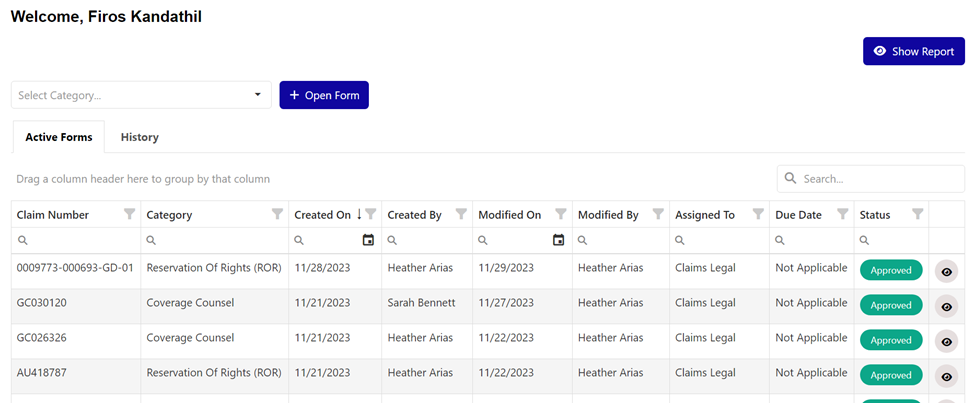 Welcome, Firos Kandathil
Show Report
Select Category...
+ Open Form
Active Forms History
Drag a column header here to group by that column
Search...
Claim Number Category Created On ↓ Created By Modified On Modified By Assigned To Due Date Status
0009773-000693-GD-01 Reservation Of Rights (ROR) 11/28/2023 Heather Arias 11/29/2023 Heather Arias Claims Legal Not Applicable Approved
GC030120 Coverage Counsel 11/21/2023 Sarah Bennett 11/27/2023 Heather Arias Claims Legal Not Applicable Approved
GC026326 Coverage Counsel 11/21/2023 Heather Arias 11/22/2023 Heather Arias Claims Legal Not Applicable Approved
AU418787 Reservation Of Rights (ROR) 11/21/2023 Heather Arias 11/22/2023 Heather Arias Claims Legal Not Applicable Approved